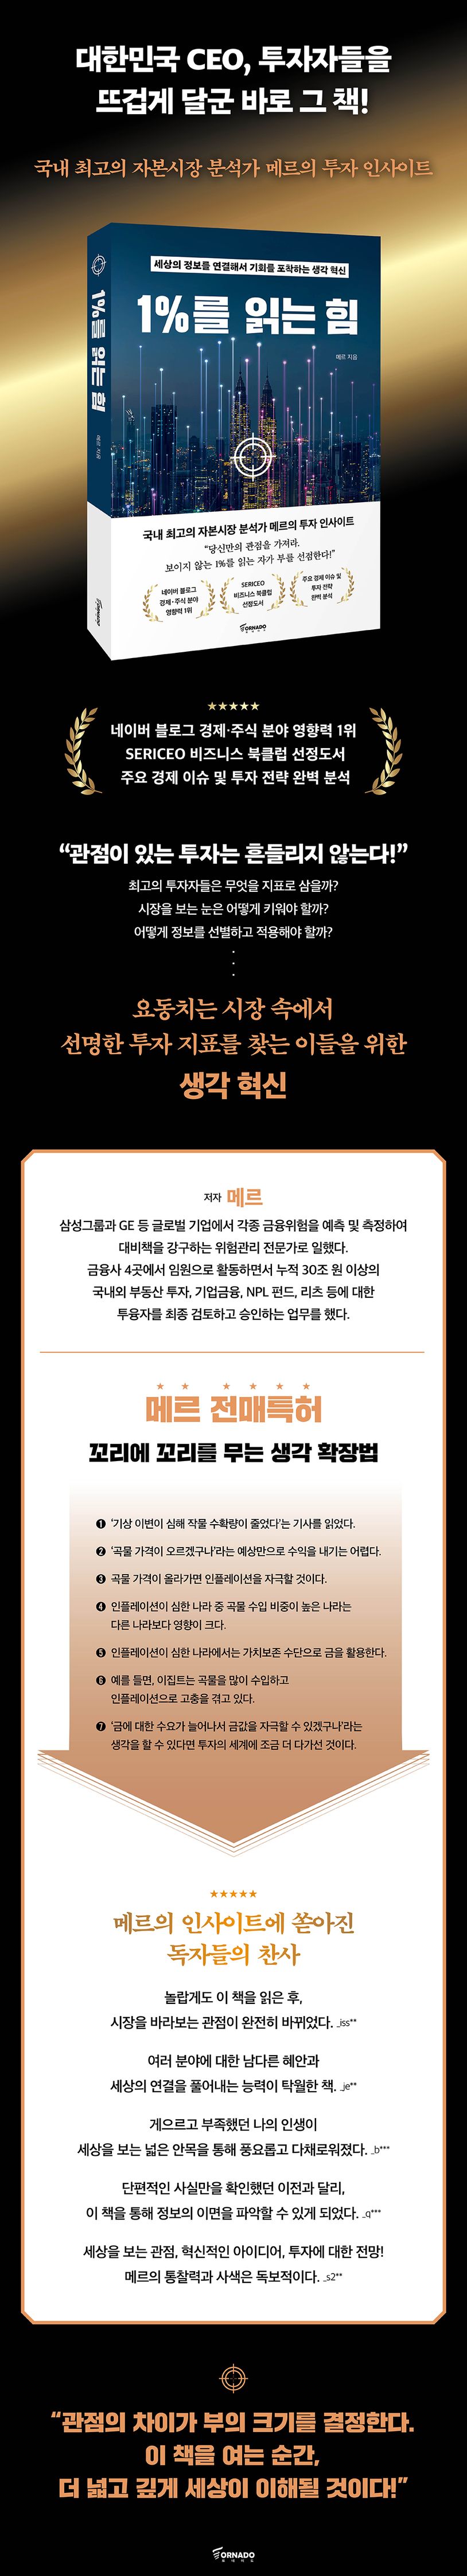 대한민국 CEO, 투자자들을
뜨겁게 달군 바로 그 책!
국내 최고의 자본시장 분석가 메르의 투자 인사이트
세상의 정보를 연결해서 기회를 포착하는 생각 혁신
1%를 읽는 힘
메르 지음
1%를 읽는 힘
메르 지음
국내 최고의 자본시장 분석가 메르의 투자 인사이트
“당신만의 관점을 가져라.
보이지 않는 1%를 읽는 자가 부를 선점한다!”
네이버 블로그
경제·주식 분야
영향력 1위
SERICEO
비즈니스 북클럽
선정도서
주요 경제 이슈 및
투자 전략
완벽 분석
TORNADO
토네이도
TORNADO
★★★★★
네이버 블로그 경제·주식 분야 영향력 1위
SERICEO 비즈니스 북클럽 선정도서
주요 경제 이슈 및 투자 전략 완벽 분석
“관점이 있는 투자는 흔들리지 않는다!”
최고의 투자자들은 무엇을 지표로 삼을까?
시장을 보는 눈은 어떻게 키워야 할까?
어떻게 정보를 선별하고 적용해야 할까?
요동치는 시장 속에서
선명한 투자 지표를 찾는 이들을 위한
생각 혁신
저자 메르
삼성그룹과 GE 등 글로벌 기업에서 각종 금융위험을 예측 및 측정하여
대비책을 강구하는 위험관리 전문가로 일했다.
금융사 4곳에서 임원으로 활동하면서 누적 30조 원 이상의
국내외 부동산 투자, 기업금융, NPL 펀드, 리츠 등에 대한
투융자를 최종 검토하고 승인하는 업무를 했다.
메르 전매특허
꼬리에 꼬리를 무는 생각 확장법
❶ ‘기상 이변이 심해 작물 수확량이 줄었다’는 기사를 읽었다.
❷ ‘곡물 가격이 오르겠구나’라는 예상만으로 수익을 내기는 어렵다.
❸ 곡물 가격이 올라가면 인플레이션을 자극할 것이다.
❹ 인플레이션이 심한 나라 중 곡물 수입 비중이 높은 나라는
다른 나라보다 영향이 크다.
❺ 인플레이션이 심한 나라에서는 가치보존 수단으로 금을 활용한다.
❻ 예를 들면, 이집트는 곡물을 많이 수입하고
인플레이션으로 고충을 겪고 있다.
❼ ‘금에 대한 수요가 늘어나서 금값을 자극할 수 있겠구나’라는
생각을 할 수 있다면 투자의 세계에 조금 더 다가선 것이다.
★★★★★
메르의 인사이트에 쏟아진
독자들의 찬사
놀랍게도 이 책을 읽은 후,
시장을 바라보는 관점이 완전히 바뀌었다. _iss**
여러 분야에 대한 남다른 혜안과
세상의 연결을 풀어내는 능력이 탁월한 책. _je**
게으르고 부족했던 나의 인생이
세상을 보는 넓은 안목을 통해 풍요롭고 다채로워졌다. _b***
단편적인 사실만을 확인했던 이전과 달리,
이 책을 통해 정보의 이면을 파악할 수 있게 되었다. _q***
세상을 보는 관점, 혁신적인 아이디어, 투자에 대한 전망!
메르의 통찰력과 사색은 독보적이다. _s2**
“관점의 차이가 부의 크기를 결정한다.
이 책을 여는 순간,
더 넓고 깊게 세상이 이해될 것이다!”
TORNADO
토네이도